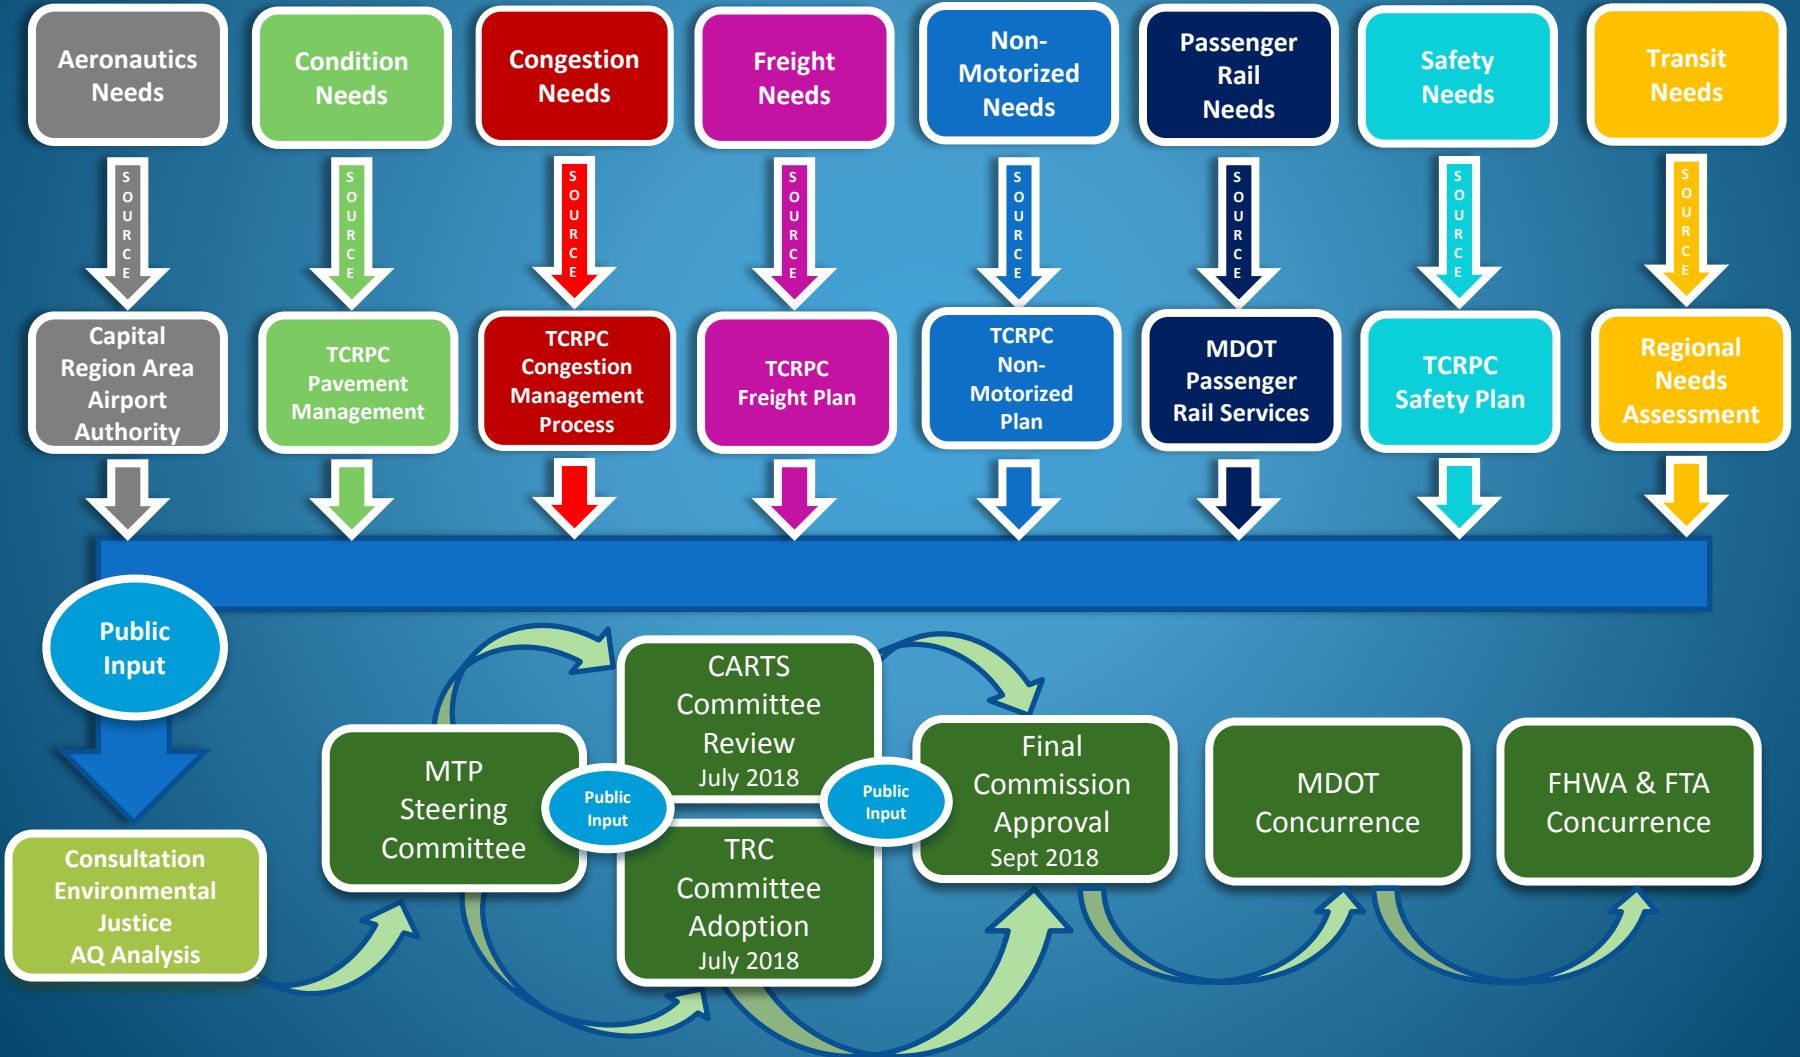 Aeronautics
Needs
Condition
Needs
Congestion
Needs
Freight
Needs
Non-
Motorized
Needs
Passenger
Rail
Needs
Safety
Needs
Transit
Needs
SOURCE
SOURCE
SOURCE
SOURCE
SOURCE
SOURCE
SOURCE
SOURCE
Capital
Region Area
Airport
Authority
TCRPC
Pavement
Management
TCRPC
Congestion
Management
Process
TCRPC
Freight Plan
TCRPC
Non-
Motorized
Plan
MDOT
Passenger
Rail Services
TCRPC
Safety Plan
Regional
Needs
Assessment
Public
Input
Consultation
Environmental
Justice
AQ Analysis
MTP
Steering
Committee
Public
Input
CARTS
Committee
Review
July 2018
TRC
Committee
Adoption
July 2018
Public
Input
Final
Commission
Approval
Sept 2018
MDOT
Concurrence
FHWA & FTA
Concurrence